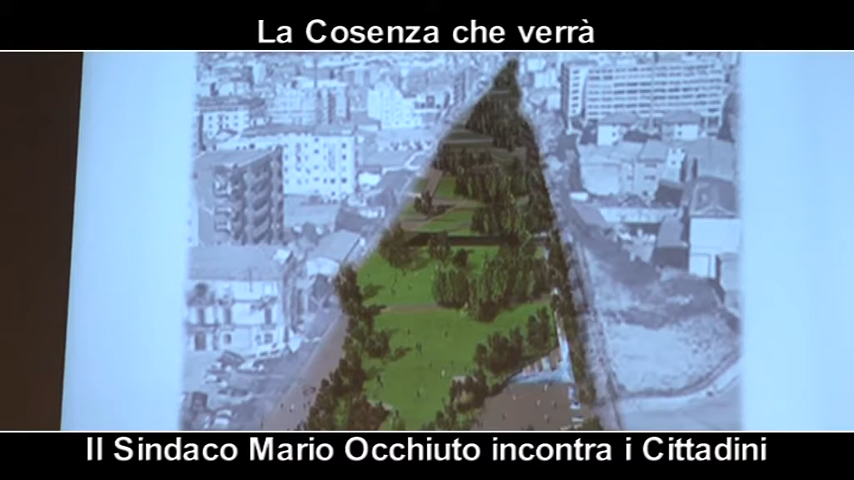 La Cosenza che verrà
Il Sindaco Mario Occhiuto incontra i Cittadini